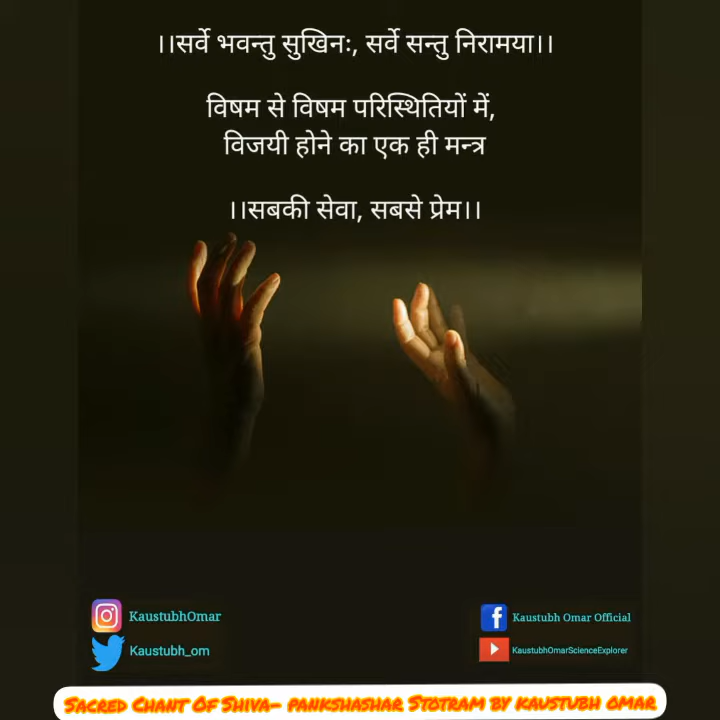 ।।सर्वे भवन्तु सुखिनः, सर्वे सन्तु निरामया।।
विषम से विषम परिस्थितियों में,
विजयी होने का एक ही मन्त्र
।।सबकी सेवा, सबसे प्रेम।।
KaustubhOmar
Kaustubh Omar Official
Kaustubh_om
KaustubhOmarScienceExplorer
SACRED CHANT OF SHIVA- PANKSHASHAR STOTRAM BY KAUSTUBH OMAR